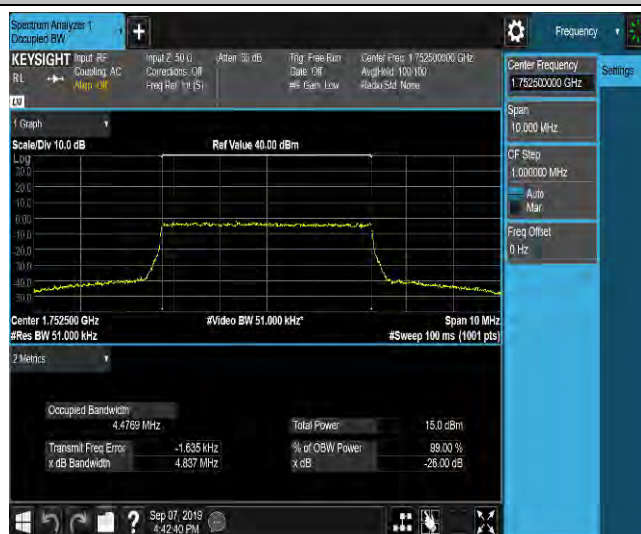 Spectrum Analyzer 1
Occupied BW
+
Frequency
KEYSIGHT
Input: RF
Input Z: 50 Ω
Atten: 30 dB
Trig: Free Run
Center Freq: 1.752500000 GHz
RL
Coupling: AC
Corrections: Off
Gate: Off
Avg|Hold: 100/100
Align: Off
Freq Ref: Int (S)
#IF Gain: Low
Radio Std: None
LW
Center Frequency
1.752500000 GHz
Settings
Span
10.000 MHz
CF Step
1.000000 MHz
Auto
Man
Freq Offset
0 Hz
1 Graph
Scale/Div 10.0 dB
Ref Value 40.00 dBm
Log
30.0
20.0
10.0
0.00
-10.0
-20.0
-30.0
-40.0
-50.0
Center 1.752500 GHz
#Video BW 51.000 kHz*
Span 10 MHz
#Res BW 51.000 kHz
#Sweep 100 ms (1001 pts)
2 Metrics
Occupied Bandwidth
4.4769 MHz
Total Power
15.0 dBm
Transmit Freq Error
-1.635 kHz
% of OBW Power
99.00 %
x dB Bandwidth
4.837 MHz
x dB
-26.00 dB
?
Sep 07, 2019
4:42:40 PM